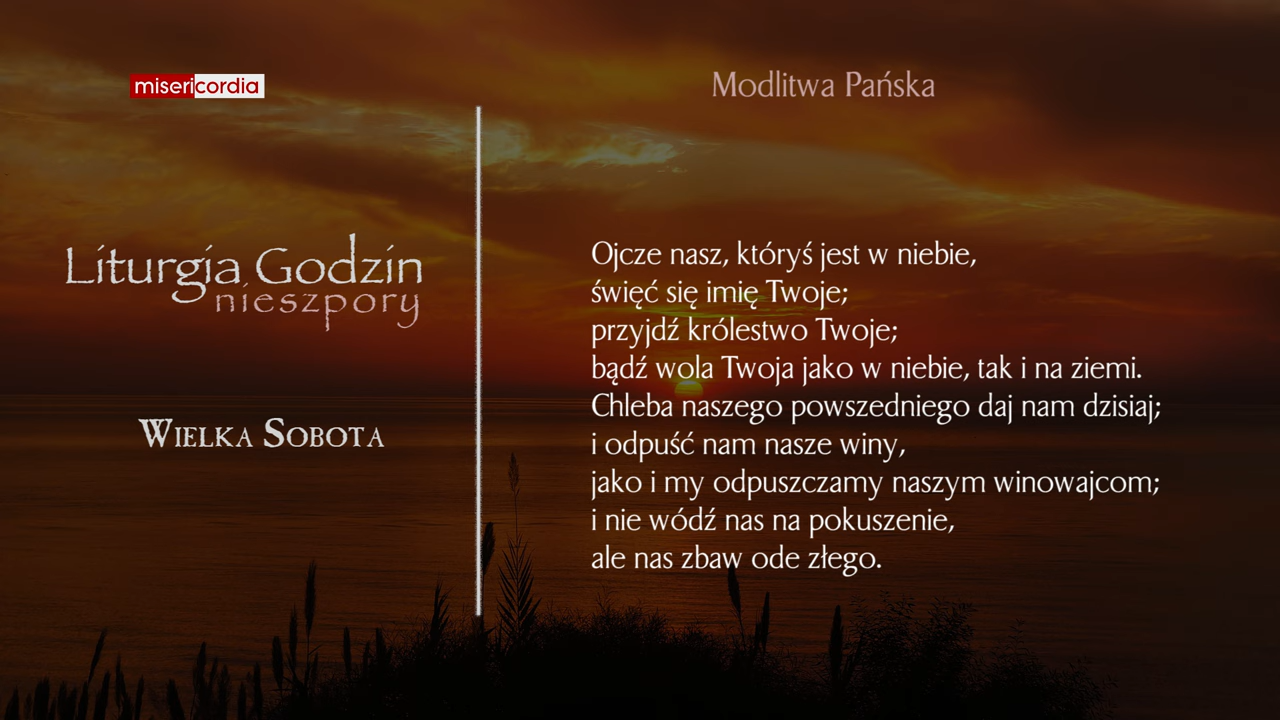 misericordia
Liturgia Godzin
nieszpory
Wielka Sobota
Modlitwa Pańska
Ojcze nasz, któryś jest w niebie,
święć się imię Twoje;
przyjdź królestwo Twoje;
bądź wola Twoja jako w niebie, tak i na ziemi.
Chleba naszego powszedniego daj nam dzisiaj;
i odpuść nam nasze winy,
jako i my odpuszczamy naszym winowajcom;
i nie wódź nas na pokuszenie,
ale nas zbaw ode złego.